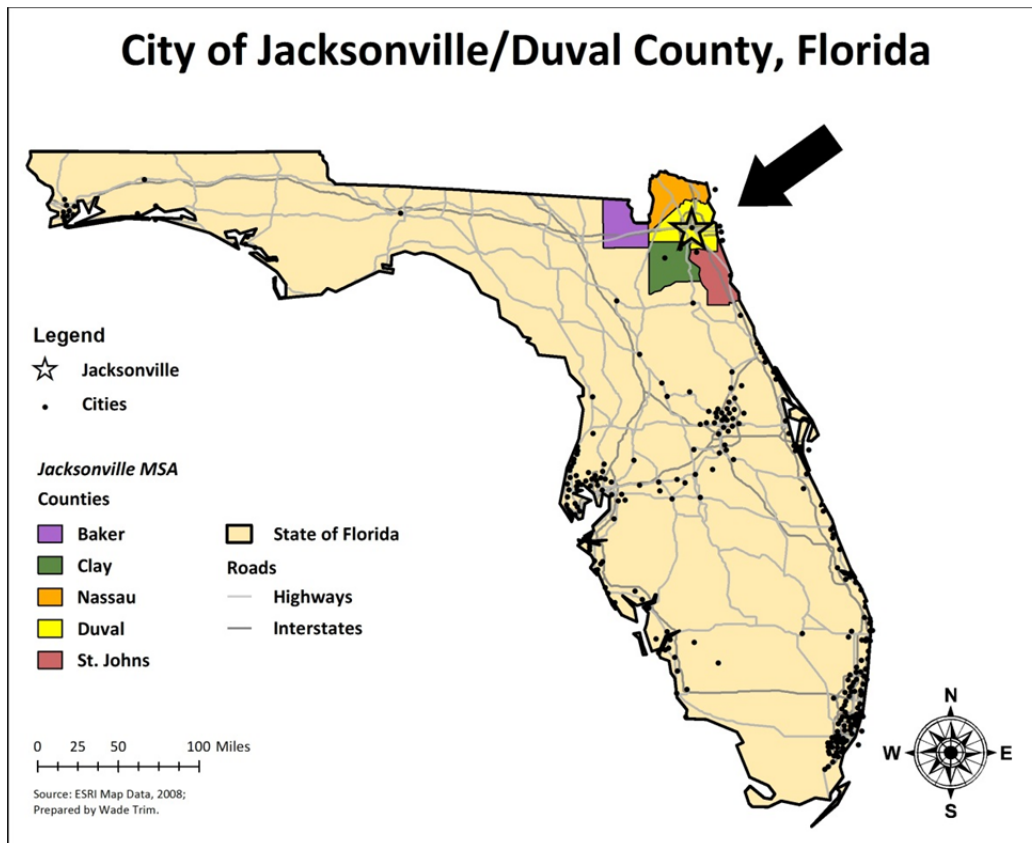 City of Jacksonville/Duval County, Florida
Legend
Jacksonville
Cities
Jacksonville MSA
Counties
Baker
Clay
Nassau
Duval
St. Johns
State of Florida
Roads
Highways
Interstates
0 25 50 100 Miles
Source: ESRI Map Data, 2008;
Prepared by Wade Trim.
N
W E
S